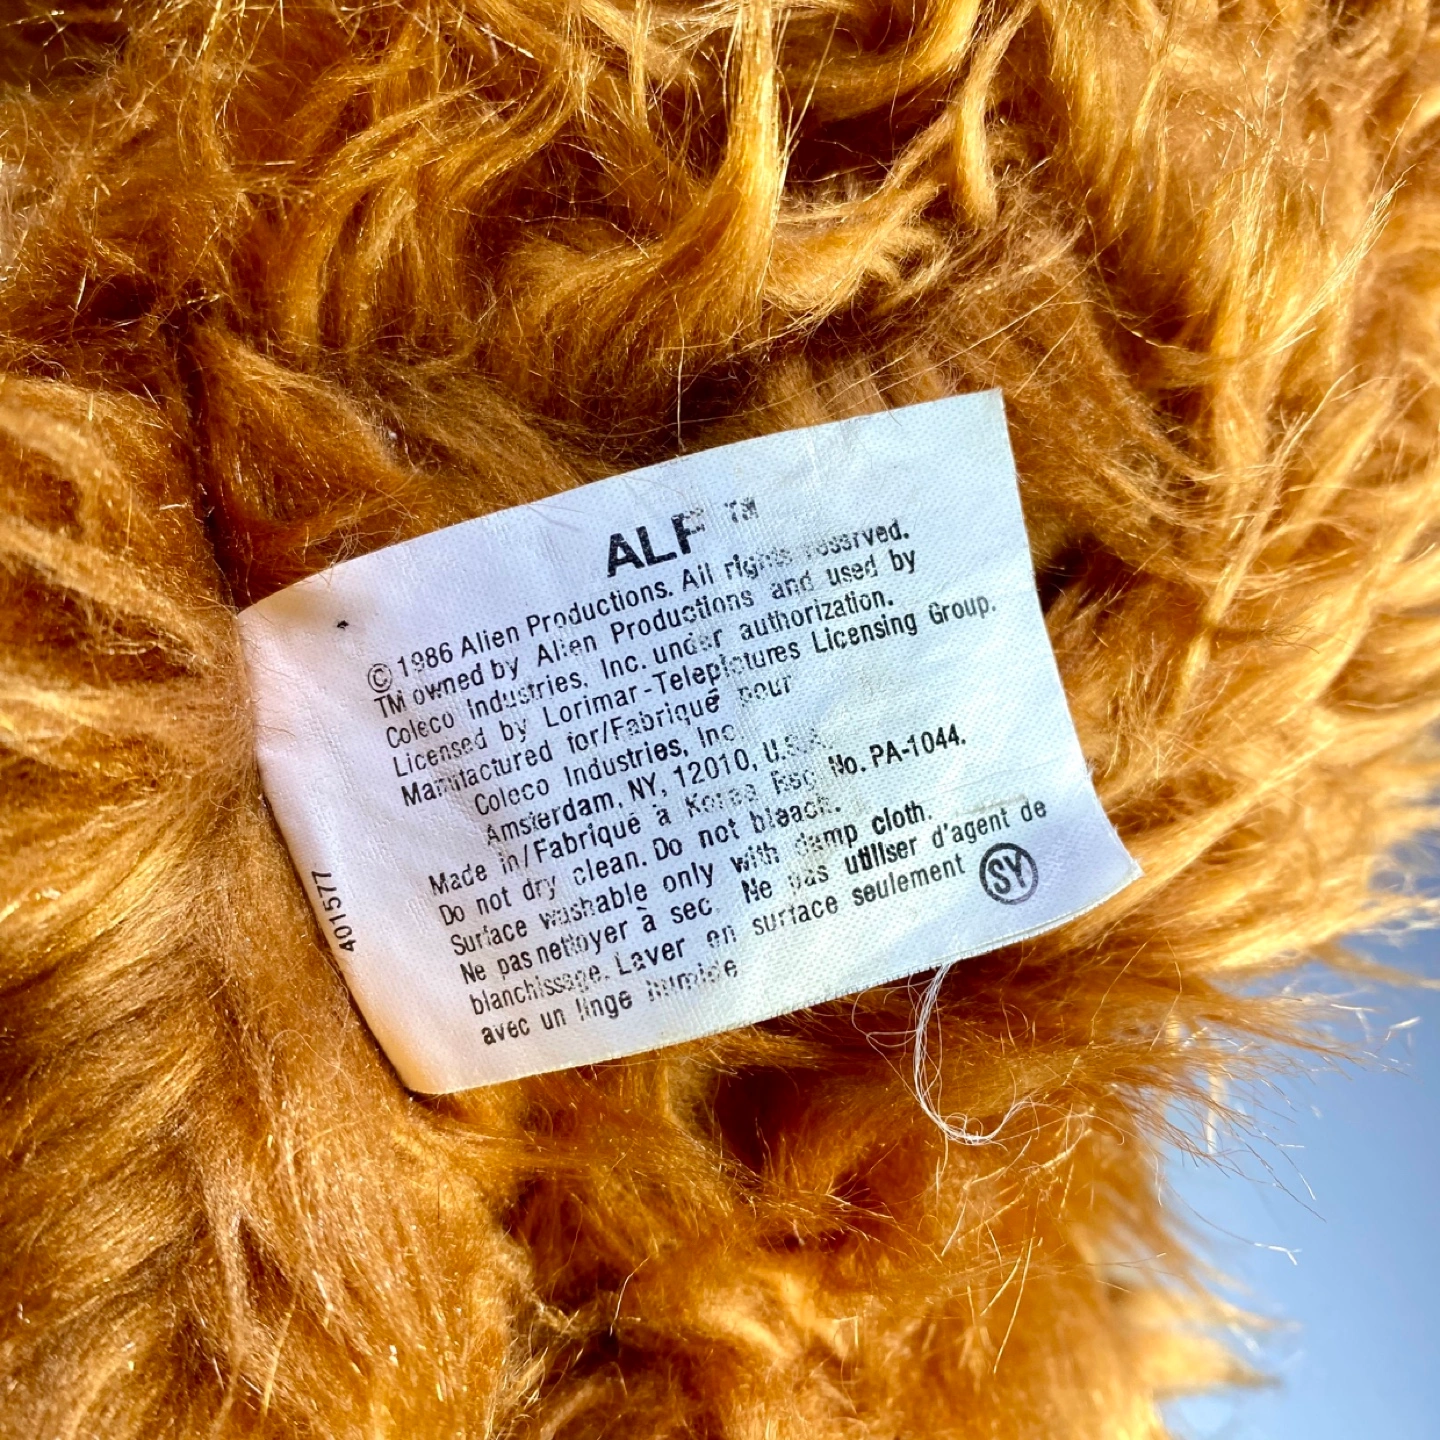 ALF ™
© 1986 Alien Productions. All rights reserved.
TM owned by Alien Productions and used by
Coleco Industries, Inc. under authorization.
Licensed by Lorimar-Telepictures Licensing Group.
Manufactured for/Fabriqué pour
Coleco Industries, Inc.
Amsterdam, NY, 12010, U.S.A.
Made in/Fabriqué à Korea Reg No. PA-1044.
Do not dry clean. Do not bleach.
Surface washable only with damp cloth.
Ne pas nettoyer à sec. Ne pas utiliser d'agent de
blanchissage. Laver en surface seulement
avec un linge humide
SY
401577